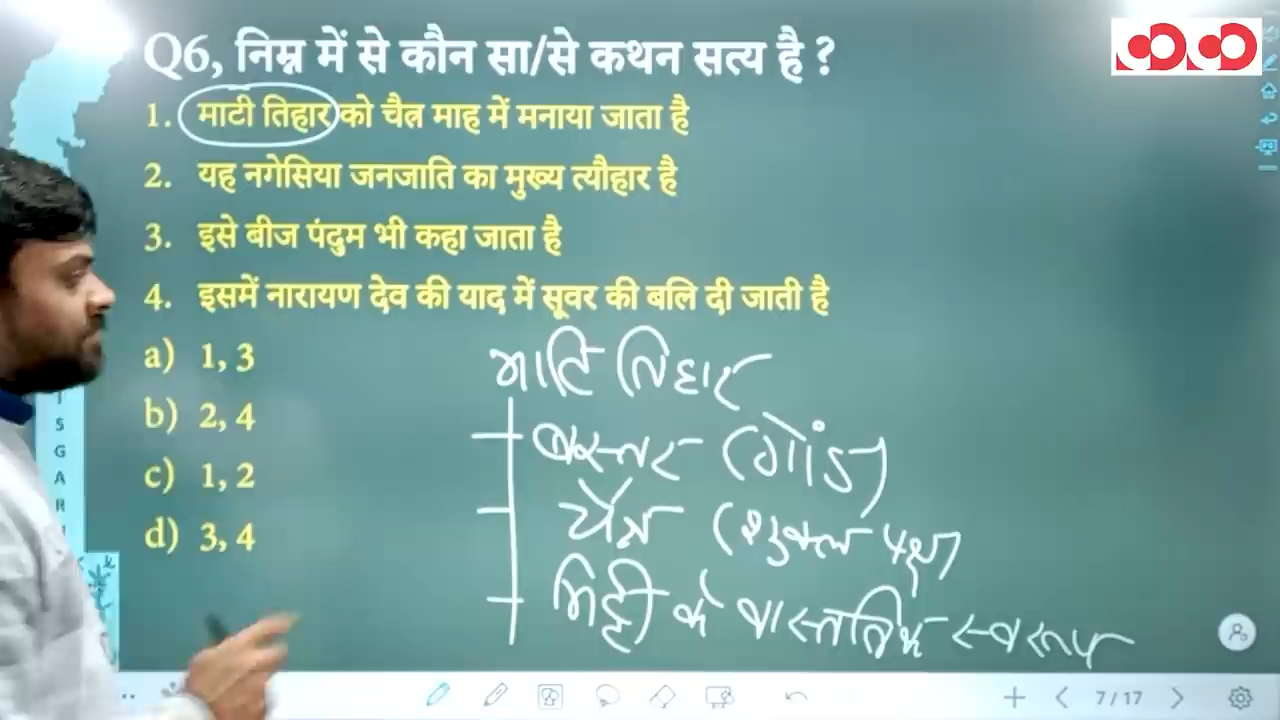 Q6, निम्न में से कौन सा/से कथन सत्य है ?
1. माटी तिहार को चैत्र माह में मनाया जाता है
2. यह नगेसिया जनजाति का मुख्य त्यौहार है
3. इसे बीज पंदुम भी कहा जाता है
4. इसमें नारायण देव की याद में सूवर की बलि दी जाती है
a) 1, 3
b) 2, 4
c) 1, 2
d) 3, 4
माटि तिहार
बस्तर (गोंड)
चैत्र (शुक्ल पक्ष)
मिट्टी के वास्तविक स्वरूप
I
S
G
A
R
7/17